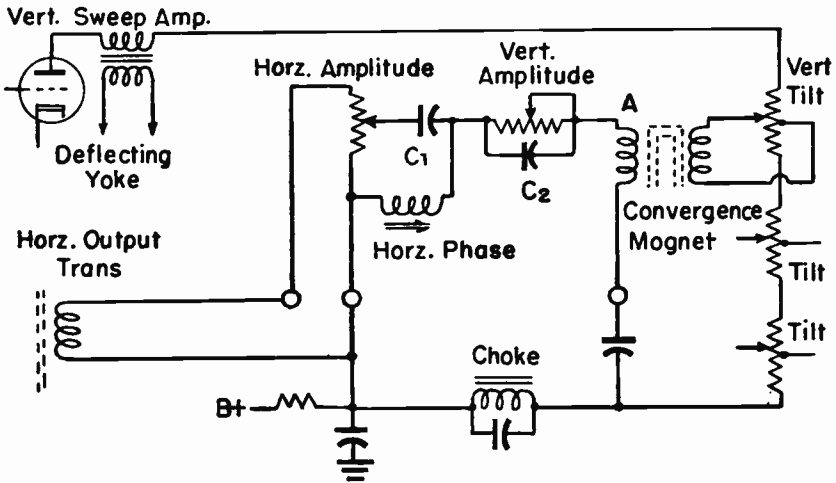 Vert. Sweep Amp.
Horz. Amplitude
Vert.
Amplitude
Vert
Tilt
A
C1
C2
Deflecting
Yoke
Horz. Phase
Convergence
Mognet
Horz. Output
Trans
Tilt
Tilt
Choke
B+